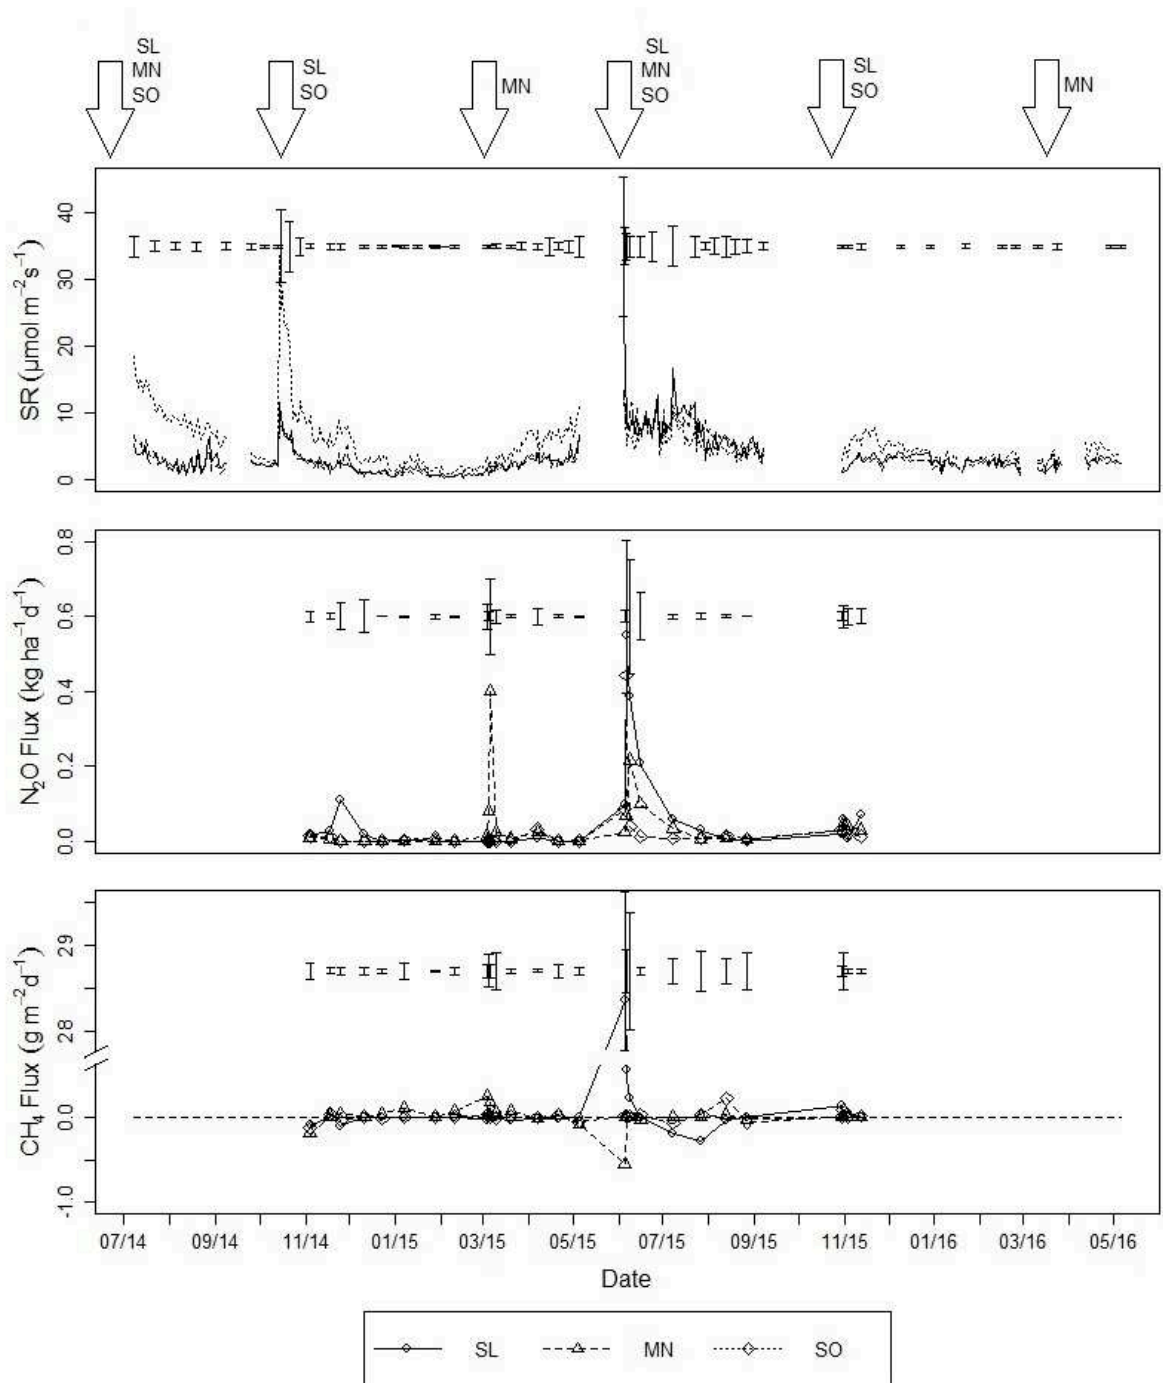 SL
MN
SO
SL
SO
MN
SL
MN
SO
SL
SO
MN
SR (µmol m⁻²s⁻¹)
40
30
20
10
0
N₂O Flux (kg ha⁻¹d⁻¹)
0.8
0.6
0.4
0.2
0.0
CH₄ Flux (g m⁻²d⁻¹)
29
28
0.0
-1.0
07/14 09/14 11/14 01/15 03/15 05/15 07/15 09/15 11/15 01/16 03/16 05/16
Date
SL MN SO